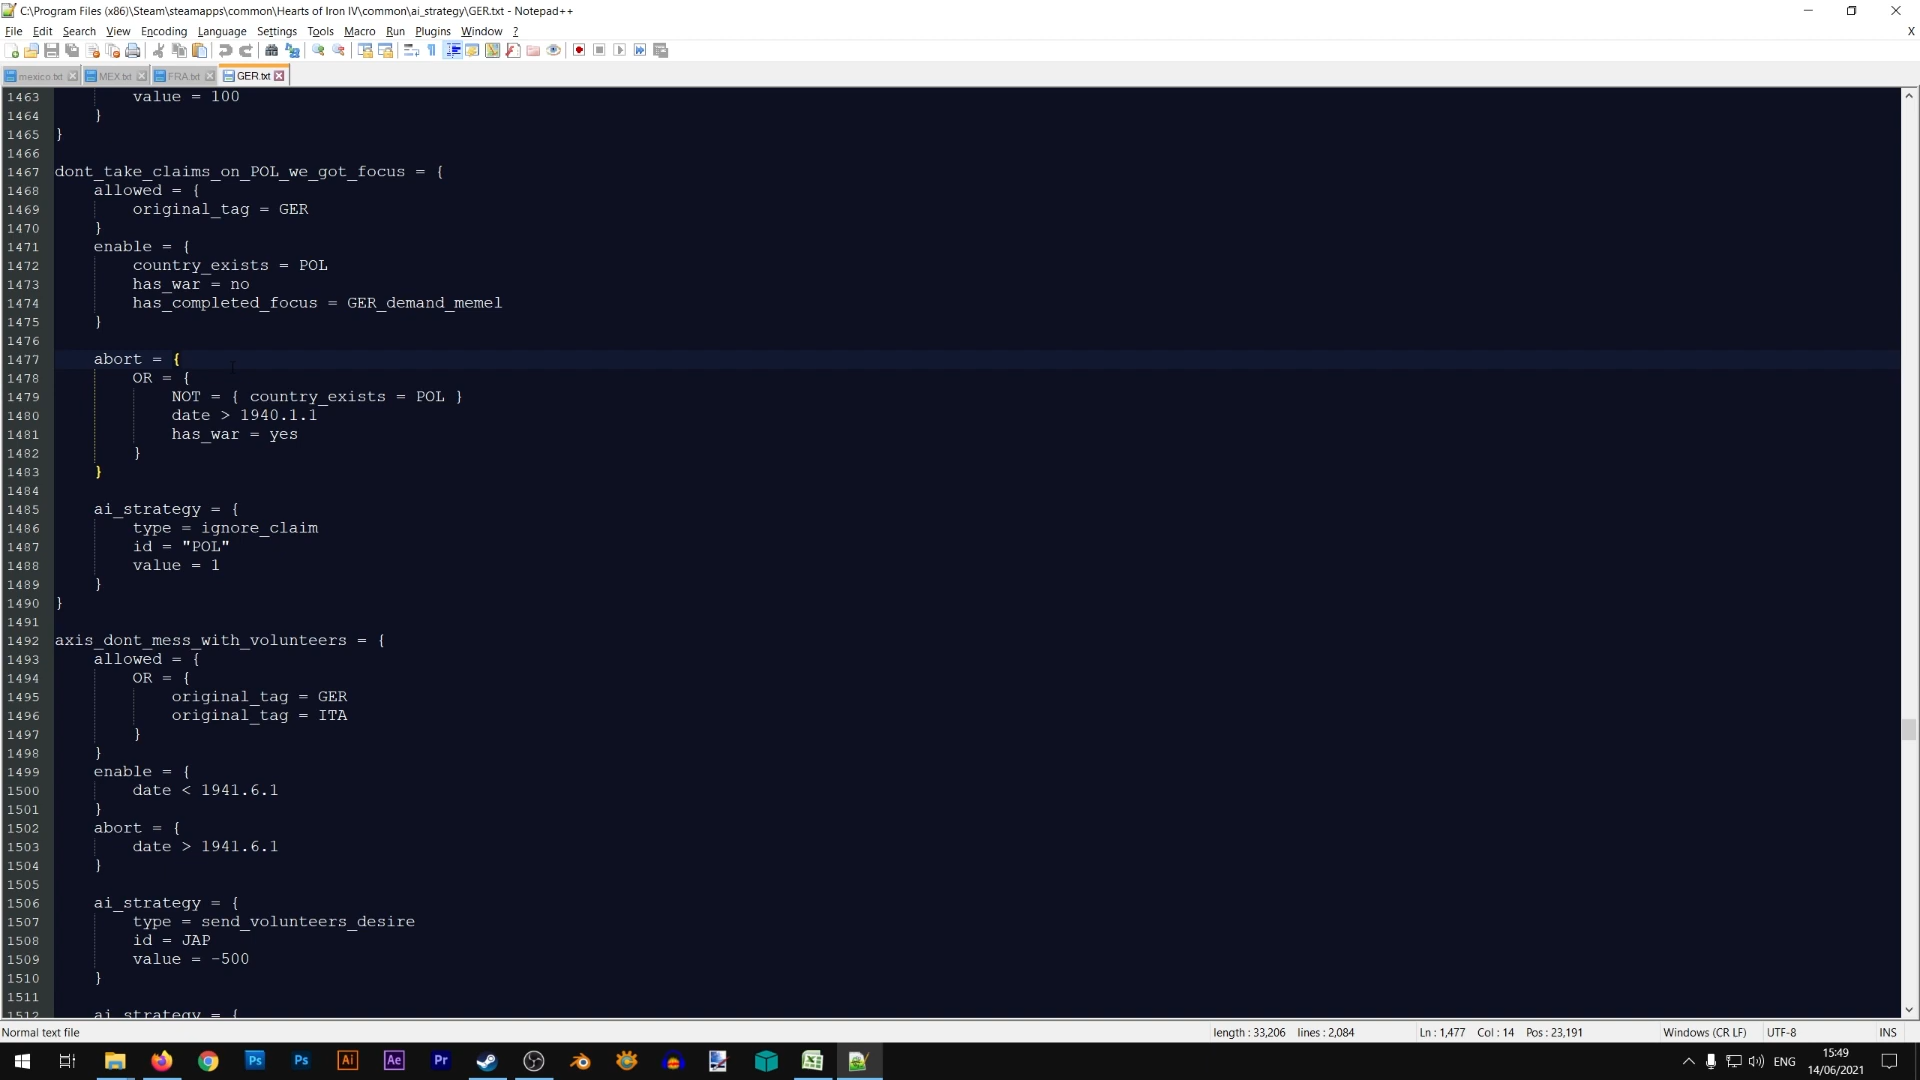 C:\Program Files (x86)\Steam\steamapps\common\Hearts of Iron IV\common\ai_strategy\GER.txt - Notepad++
File Edit Search View Encoding Language Settings Tools Macro Run Plugins Window ? X
mexico.txt MEX.txt FRA.txt GER.txt
1463 value = 100
1464 }
1465 }
1466
1467 dont_take_claims_on_POL_we_got_focus = {
1468 allowed = {
1469 original_tag = GER
1470 }
1471 enable = {
1472 country_exists = POL
1473 has_war = no
1474 has_completed_focus = GER_demand_memel
1475 }
1476
1477 abort = {
1478 OR = {
1479 NOT = { country_exists = POL }
1480 date > 1940.1.1
1481 has_war = yes
1482 }
1483 }
1484
1485 ai_strategy = {
1486 type = ignore_claim
1487 id = "POL"
1488 value = 1
1489 }
1490 }
1491
1492 axis_dont_mess_with_volunteers = {
1493 allowed = {
1494 OR = {
1495 original_tag = GER
1496 original_tag = ITA
1497 }
1498 }
1499 enable = {
1500 date < 1941.6.1
1501 }
1502 abort = {
1503 date > 1941.6.1
1504 }
1505
1506 ai_strategy = {
1507 type = send_volunteers_desire
1508 id = JAP
1509 value = -500
1510 }
1511
1512 ai_strategy = {
Normal text file length : 33,206 lines : 2,084 Ln : 1,477 Col : 14 Pos : 23,191 Windows (CR LF) UTF-8 INS
Ps Ps Ai Ae Pr ENG 15:49
14/06/2021